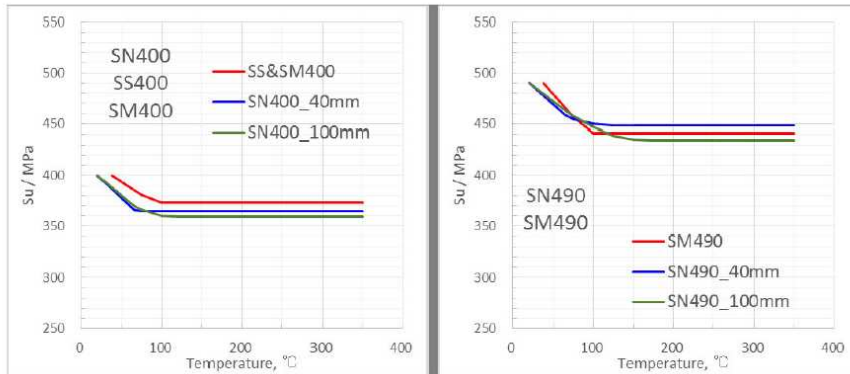 550
500
450
400
350
300
250
Su / MPa
SN400
SS400
SM400
SS&SM400
SN400_40mm
SN400_100mm
0
100
200
300
400
Temperature, ℃
550
500
450
400
350
300
250
Su / MPa
SN490
SM490
SM490
SN490_40mm
SN490_100mm
0
100
200
300
400
Temperature, ℃